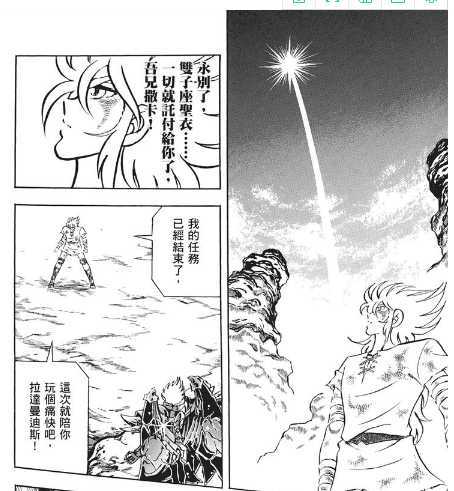 永別了，
雙子座聖衣……
一切就託付給你了，
吾兄撒卡！
我的任務
已經結束了，
這次就陪你
玩個痛快吧，
拉達曼迪斯！